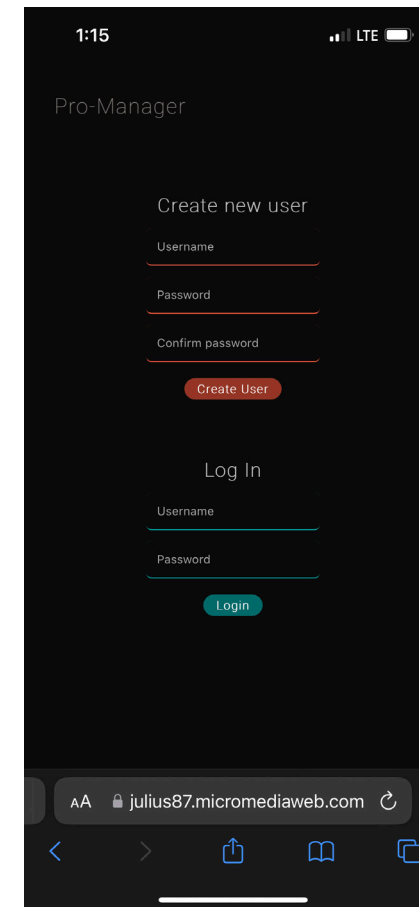 1:15 LTE
Pro-Manager
Create new user
Username
Password
Confirm password
Create User
Log In
Username
Password
Login
AA julius87.micromediaweb.com